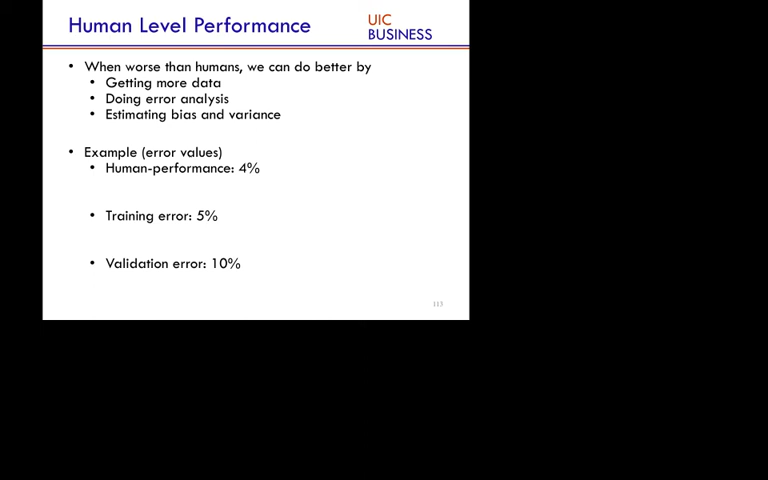 Human Level Performance
UIC
BUSINESS
• When worse than humans, we can do better by
• Getting more data
• Doing error analysis
• Estimating bias and variance
• Example (error values)
• Human-performance: 4%
• Training error: 5%
• Validation error: 10%
113